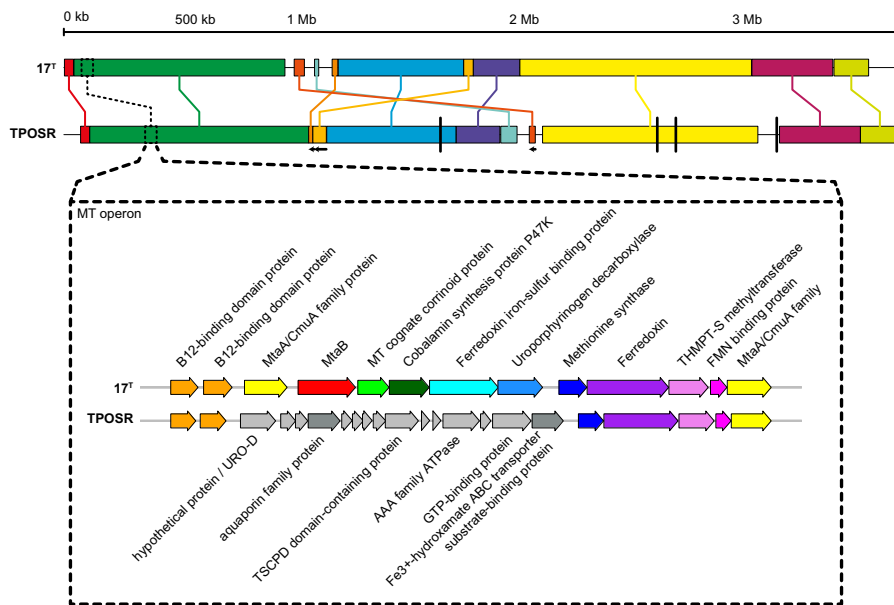 0 kb
500 kb
1 Mb
2 Mb
3 Mb
17T
TPOSR
MT operon
B12-binding domain protein
B12-binding domain protein
MtaA/CmuA family protein
MtaB
MT cognate corrinoid protein
Cobalamin synthesis protein P47K
Ferredoxin iron-sulfur binding protein
Uroporphyrinogen decarboxylase
Methionine synthase
Ferredoxin
THMPT-S methyltransferase
FMN binding protein
MtaA/CmuA family
17T
TPOSR
hypothetical protein / URO-D
aquaporin family protein
TSCPD domain-containing protein
AAA family ATPase
GTP-binding protein
Fe3+-hydroxamate ABC transporter
substrate-binding protein